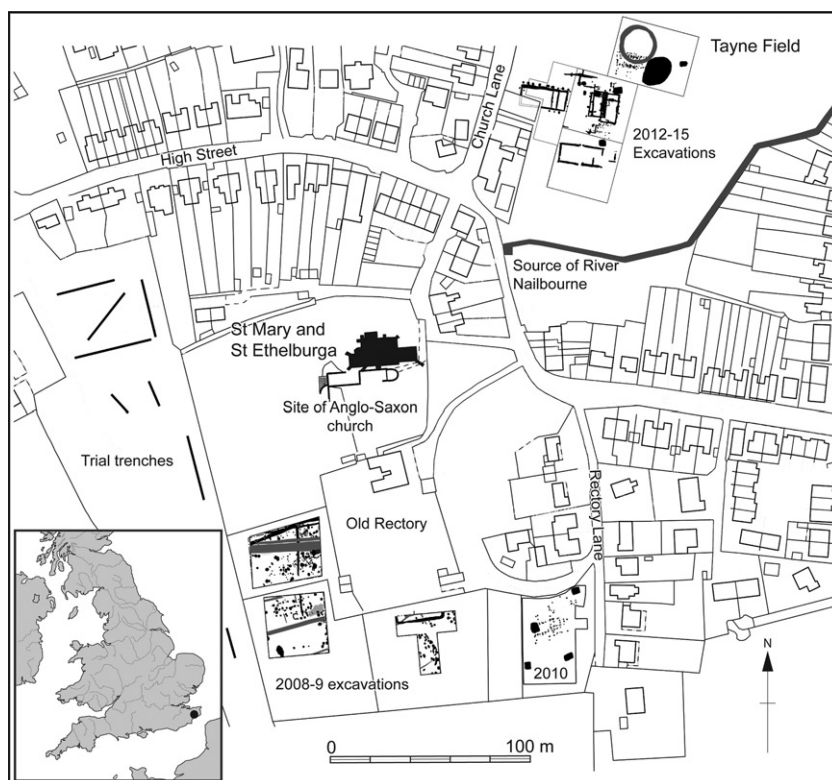 Tayne Field
Church Lane
2012-15
Excavations
High Street
Source of River
Nailbourne
St Mary and
St Ethelburga
Site of Anglo-Saxon
church
Trial trenches
Old Rectory
Rectory Lane
2008-9 excavations
2010
N
0
100 m